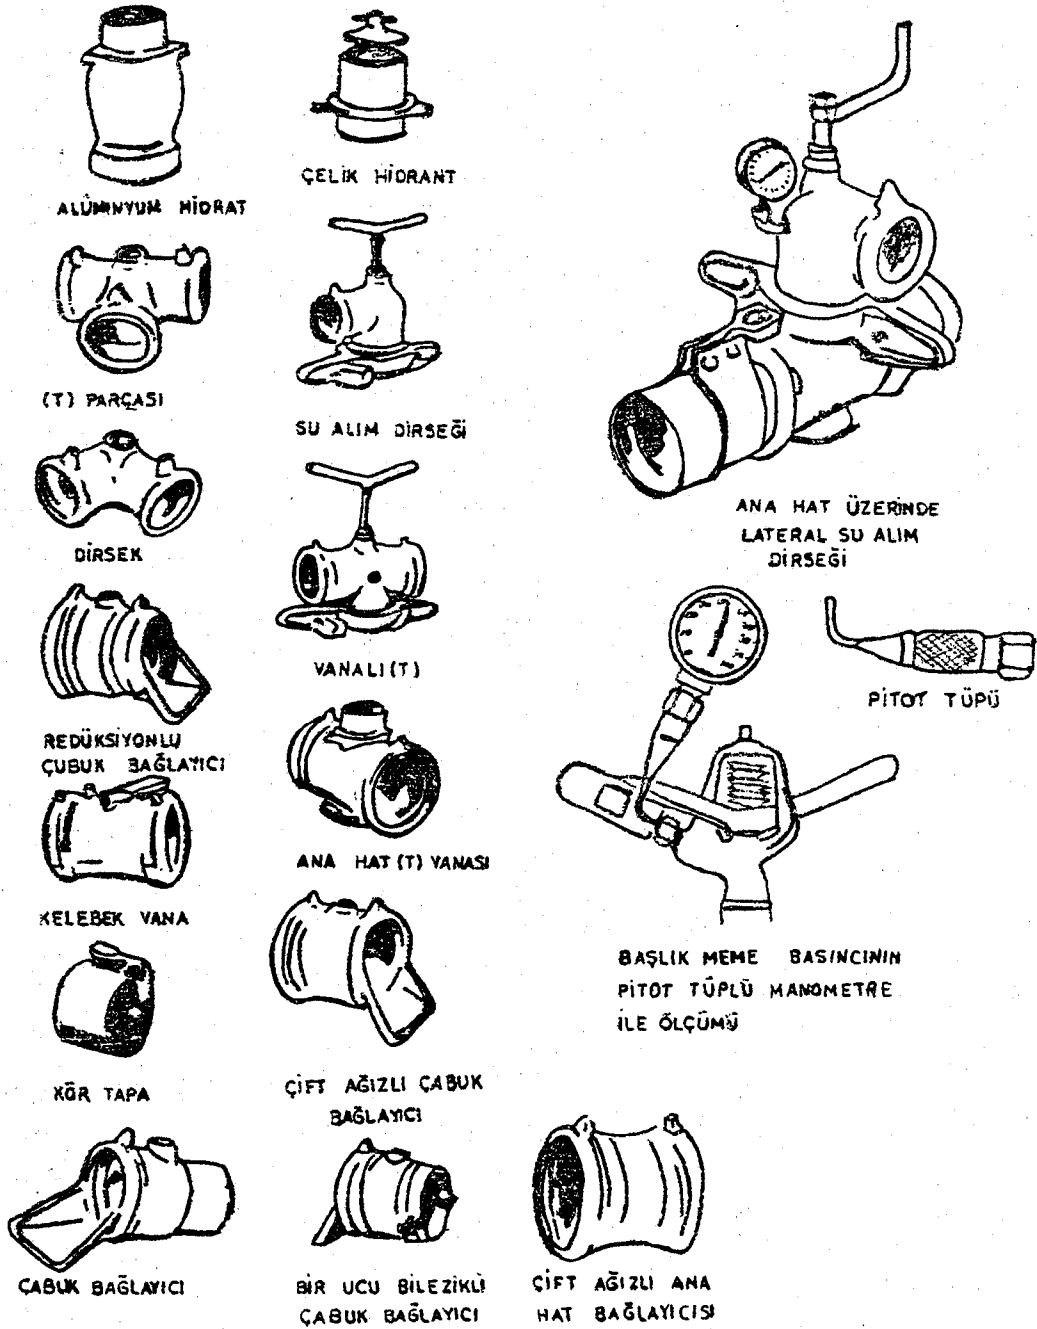 ALÜMİNYUM HİDRAT
ÇELİK HİDRANT
(T) PARÇASI
SU ALIM DİRSEĞİ
ANA HAT ÜZERİNDE
LATERAL SU ALIM
DİRSEĞİ
DİRSEK
VANALI (T)
PİTOT TÜPÜ
REDÜKSİYONLU
ÇUBUK BAĞLAYICI
ANA HAT (T) VANASI
KELEBEK VANA
BAŞLIK MEME BASINCININ
PİTOT TÜPLÜ MANOMETRE
İLE ÖLÇÜMÜ
KÖR TAPA
ÇİFT AĞIZLI ÇABUK
BAĞLAYICI
ÇABUK BAĞLAYICI
BİR UCU BİLEZİKLİ
ÇABUK BAĞLAYICI
ÇİFT AĞIZLI ANA
HAT BAĞLAYICISI